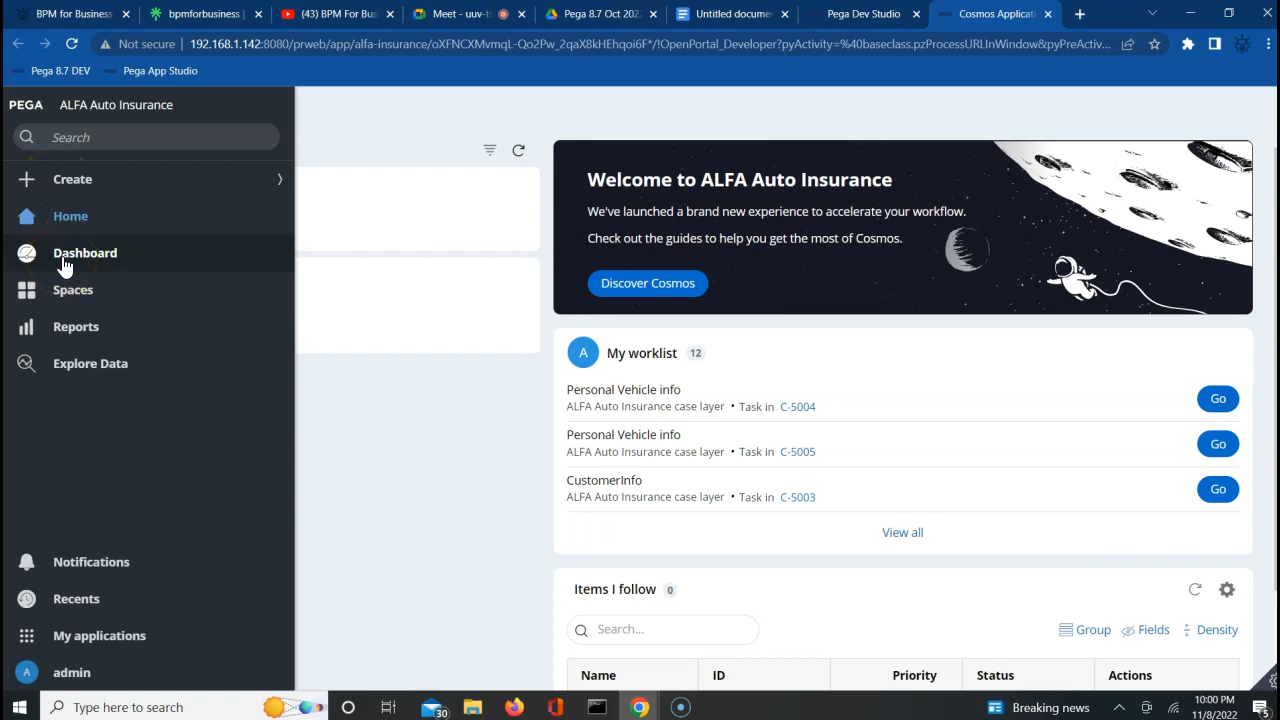 BPM for Business
bpmforbusiness |
(43) BPM For Bus
Meet - uuv-ts
Pega 8.7 Oct 202
Untitled docume
Pega Dev Studio
Cosmos Applicati
Not secure
192.168.1.142:8080/prweb/app/alfa-insurance/oXFNCXMvmqL-Qo2Pw_2qaX8kHEhqoi6F*/!OpenPortal_Developer?pyActivity=%40baseclass.pzProcessURLInWindow&pyPreActiv...
Pega 8.7 DEV
Pega App Studio
PEGA ALFA Auto Insurance
Search
Create
Home
Dashboard
Spaces
Reports
Explore Data
Notifications
Recents
My applications
A admin
Welcome to ALFA Auto Insurance
We've launched a brand new experience to accelerate your workflow.
Check out the guides to help you get the most of Cosmos.
Discover Cosmos
A My worklist 12
Personal Vehicle info
ALFA Auto Insurance case layer • Task in C-5004
Go
Personal Vehicle info
ALFA Auto Insurance case layer • Task in C-5005
Go
CustomerInfo
ALFA Auto Insurance case layer • Task in C-5003
Go
View all
Items I follow 0
Search...
Group Fields Density
Name ID Priority Status Actions
Type here to search
30
Breaking news
10:00 PM
11/8/2022
5